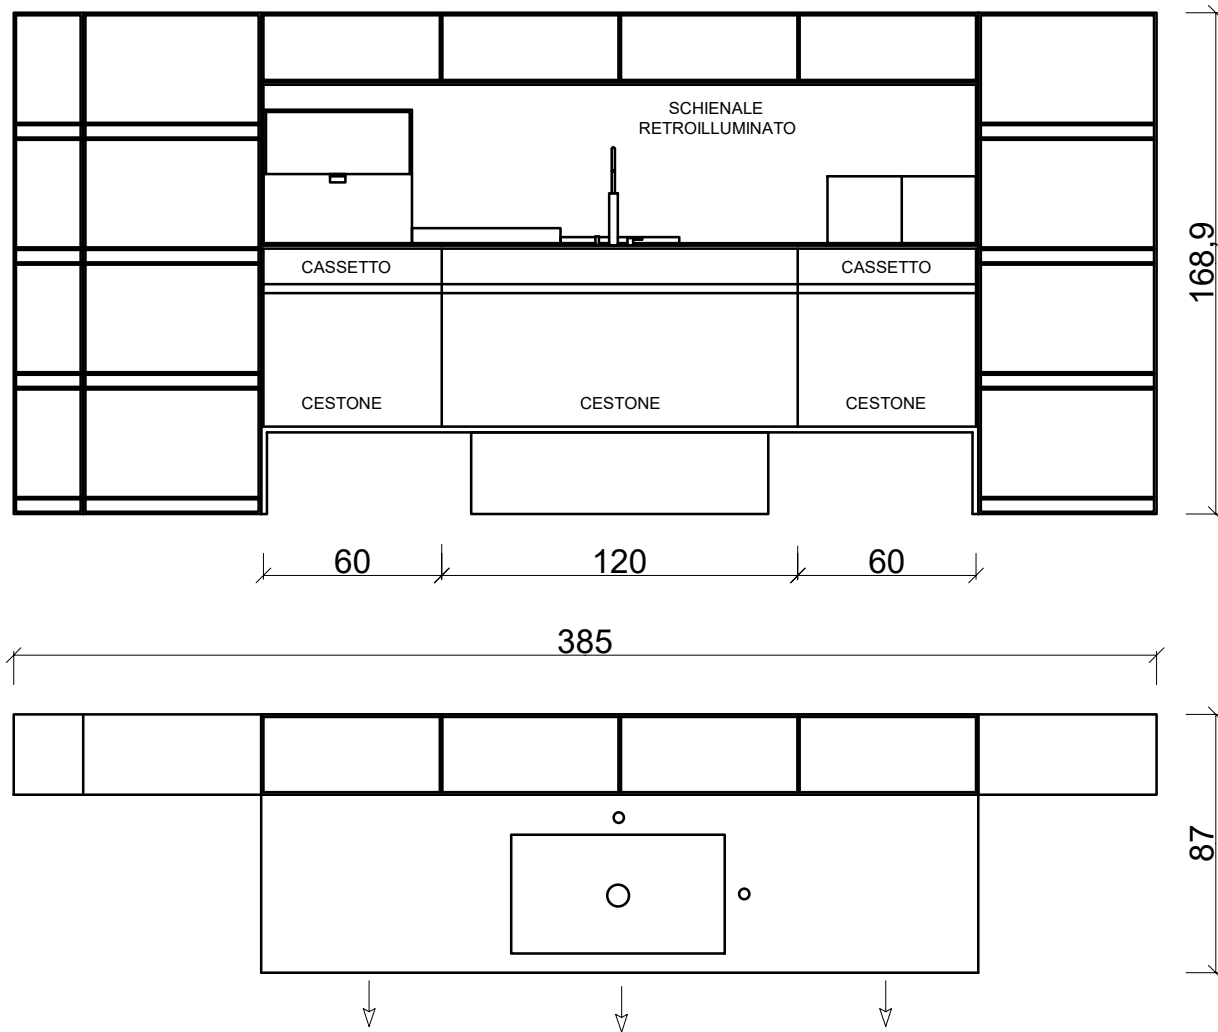 SCHIENALE
RETROILLUMINATO
168,9
CASSETTO
CASSETTO
CESTONE
CESTONE
CESTONE
60
120
60
385
87